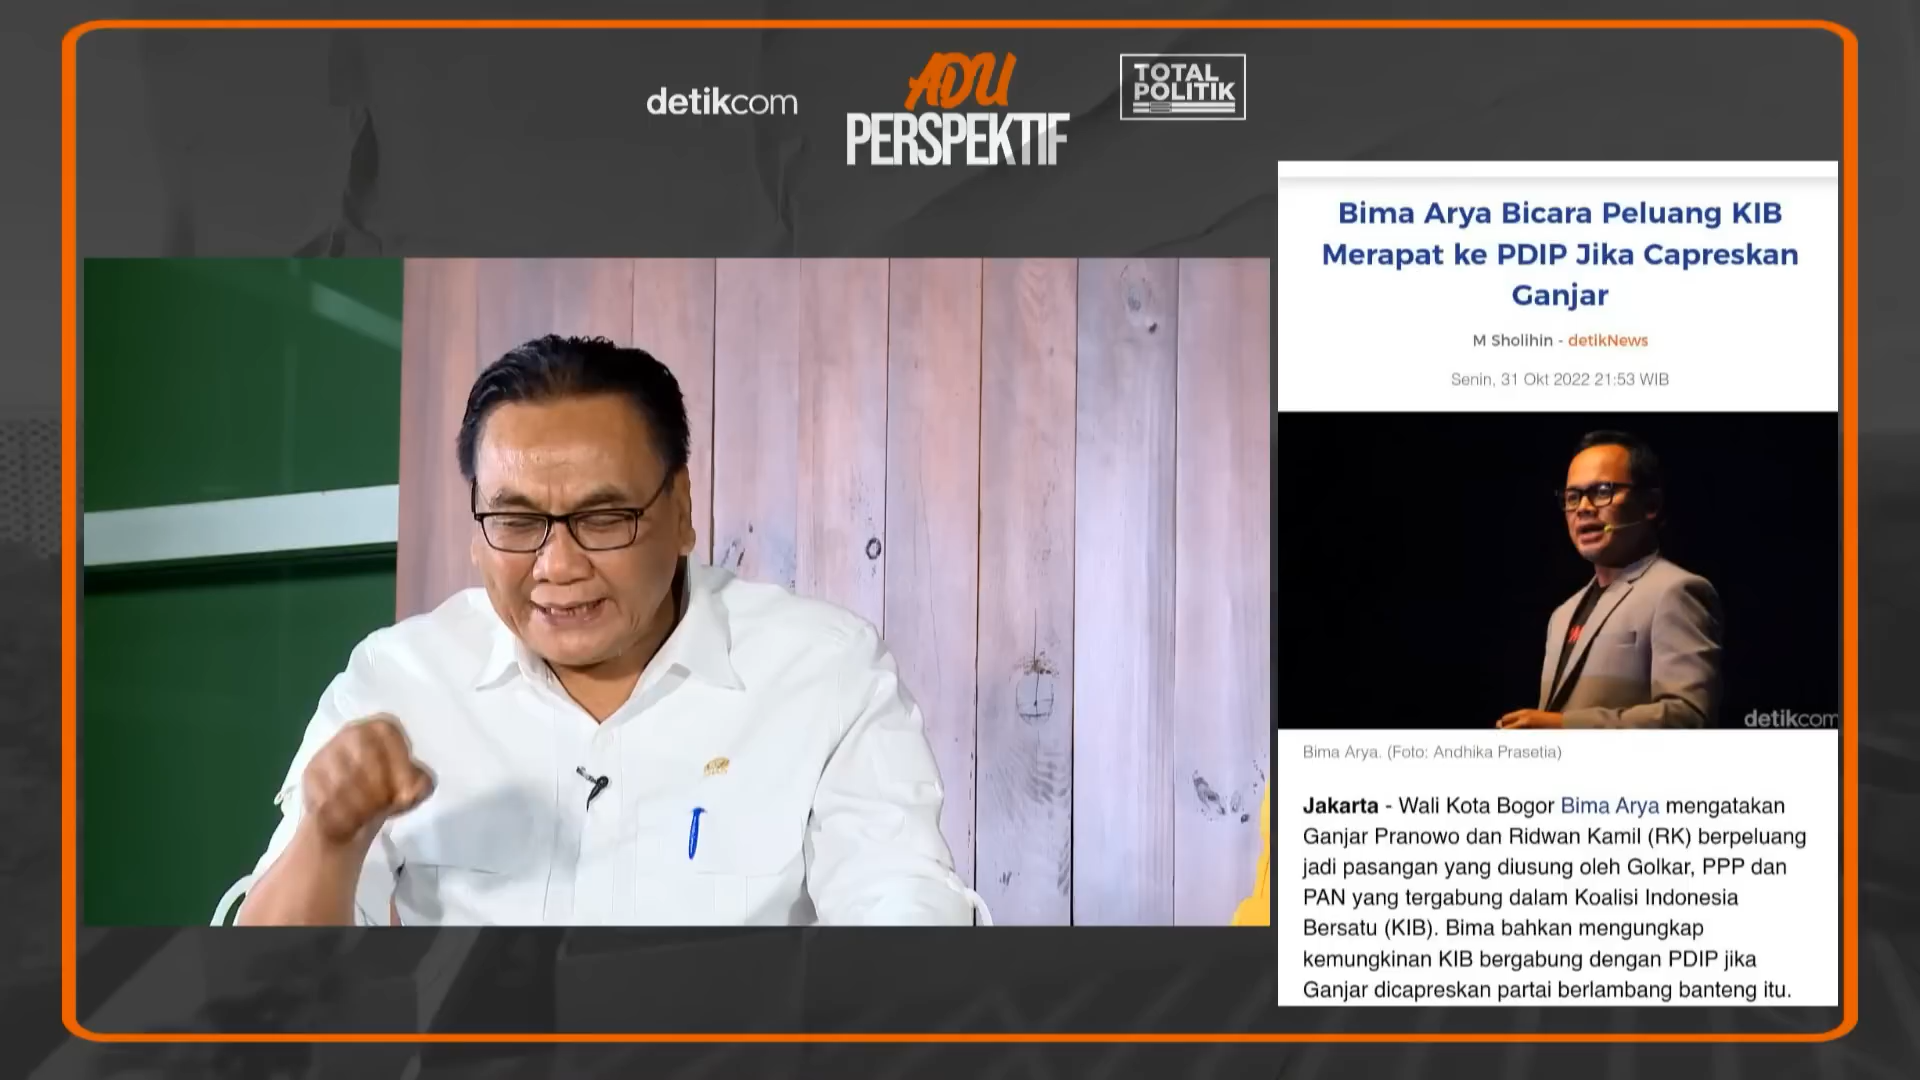 detikcom
ADU
PERSPEKTIF
TOTAL
POLITIK
Bima Arya Bicara Peluang KIB
Merapat ke PDIP Jika Capreskan
Ganjar
M Sholihin - detikNews
Senin, 31 Okt 2022 21:53 WIB
detikcom
Bima Arya. (Foto: Andhika Prasetia)
Jakarta - Wali Kota Bogor Bima Arya mengatakan
Ganjar Pranowo dan Ridwan Kamil (RK) berpeluang
jadi pasangan yang diusung oleh Golkar, PPP dan
PAN yang tergabung dalam Koalisi Indonesia
Bersatu (KIB). Bima bahkan mengungkap
kemungkinan KIB bergabung dengan PDIP jika
Ganjar dicapreskan partai berlambang banteng itu.